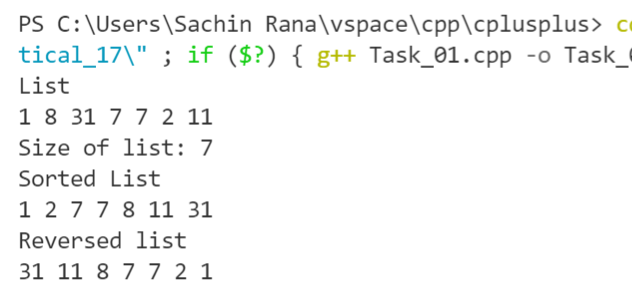 PS C:\Users\Sachin Rana\vspace\cpp\cplusplus>
tical_17\" ; if ($?) { g++ Task_01.cpp -o
List
1 8 31 7 7 2 11
Size of list: 7
Sorted List
1 2 7 7 8 11 31
Reversed list
31 11 8 7 7 2 1